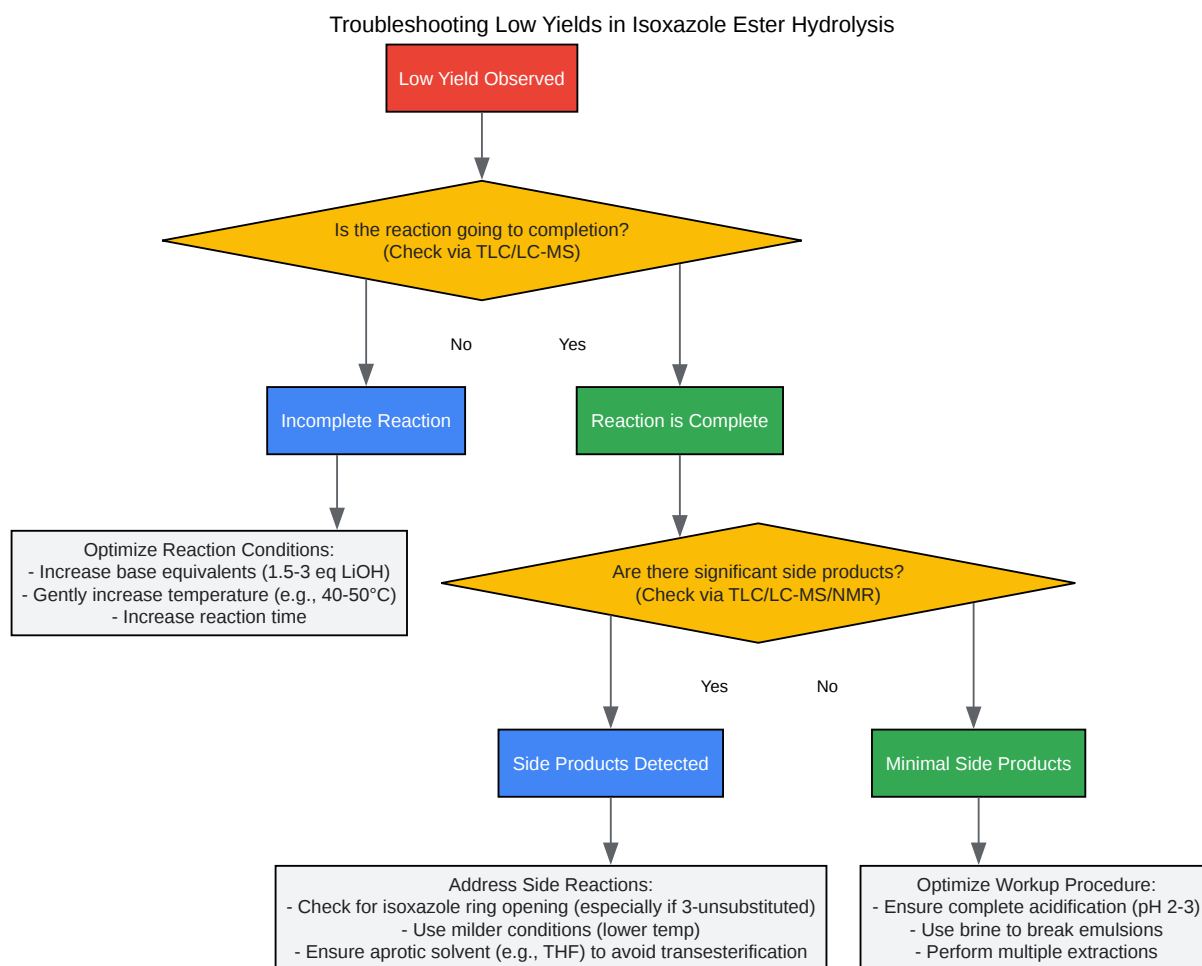 Troubleshooting Low Yields in Isoxazole Ester Hydrolysis
Low Yield Observed
Is the reaction going to completion?
(Check via TLC/LC-MS)
No
Yes
Incomplete Reaction
Reaction is Complete
Optimize Reaction Conditions:
- Increase base equivalents (1.5-3 eq LiOH)
- Gently increase temperature (e.g., 40-50°C)
- Increase reaction time
Are there significant side products?
(Check via TLC/LC-MS/NMR)
Yes
No
Side Products Detected
Minimal Side Products
Address Side Reactions:
- Check for isoxazole ring opening (especially if 3-unsubstituted)
- Use milder conditions (lower temp)
- Ensure aprotic solvent (e.g., THF) to avoid transesterification
Optimize Workup Procedure:
- Ensure complete acidification (pH 2-3)
- Use brine to break emulsions
- Perform multiple extractions